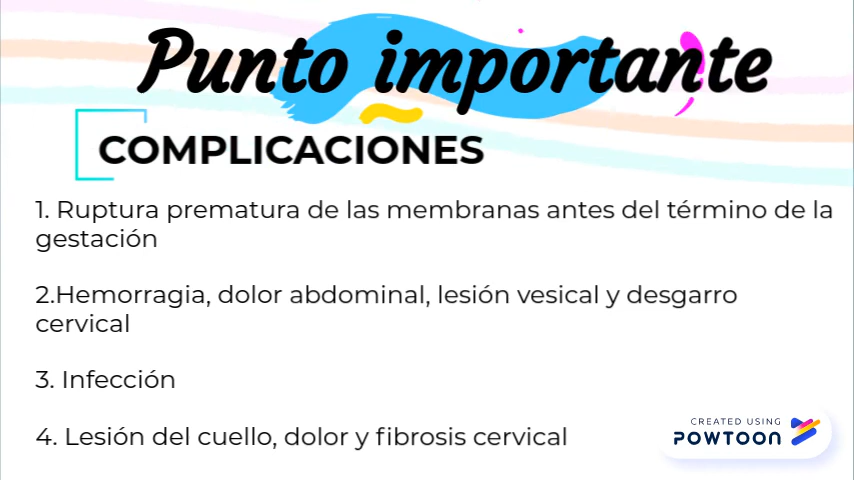 Punto importante
COMPLICACIONES
1. Ruptura prematura de las membranas antes del término de la
gestación
2.Hemorragia, dolor abdominal, lesión vesical y desgarro
cervical
3. Infección
4. Lesión del cuello, dolor y fibrosis cervical
CREATED USING
POWTOON